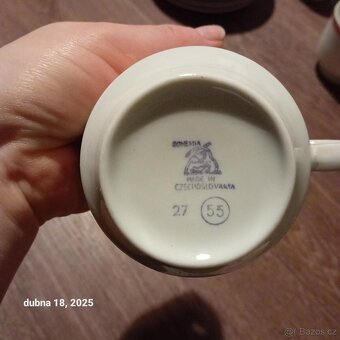 BOHEMIA
MADE IN
CZECHOSLOVAKIA
27 55
dubna 18, 2025
© Bazos.cz